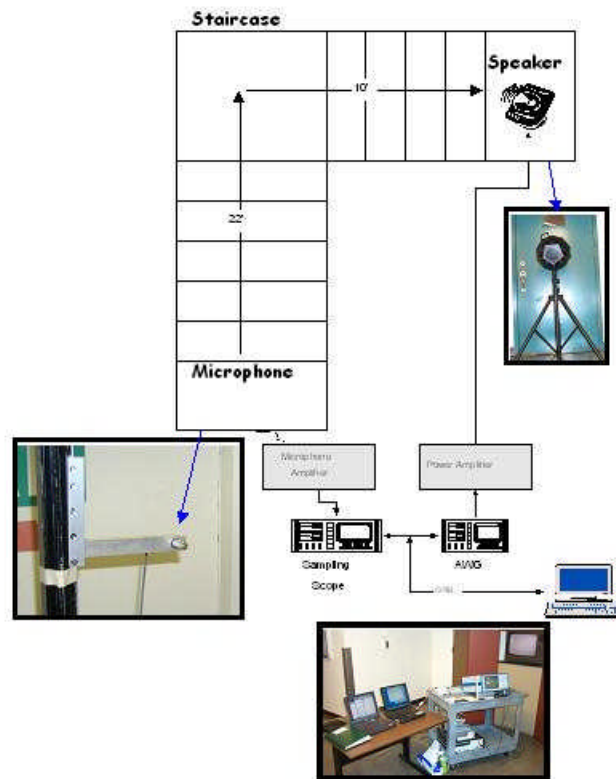 Staircase
Speaker
10'
22'
Microphone
Microphone
Amplifier
Power Amplifier
Sampling
Scope
AWG